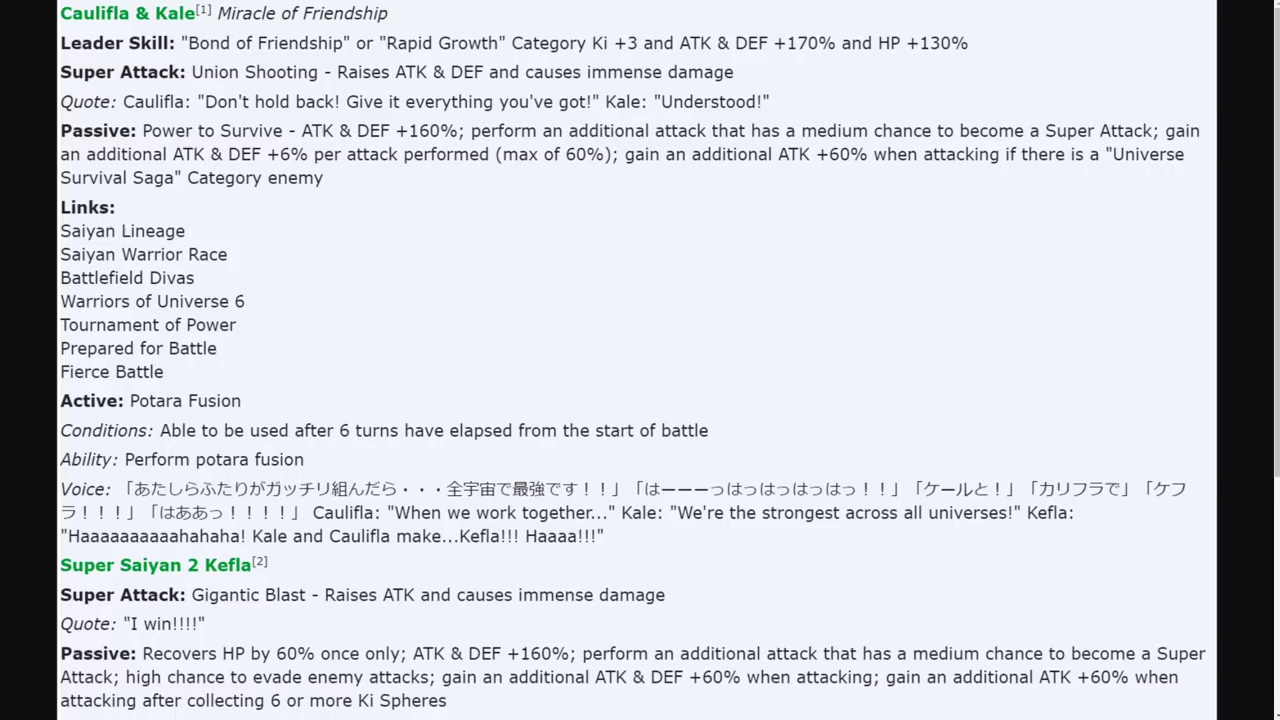 Caulifla & Kale[1] Miracle of Friendship
Leader Skill: "Bond of Friendship" or "Rapid Growth" Category Ki +3 and ATK & DEF +170% and HP +130%
Super Attack: Union Shooting - Raises ATK & DEF and causes immense damage
Quote: Caulifla: "Don't hold back! Give it everything you've got!" Kale: "Understood!"
Passive: Power to Survive - ATK & DEF +160%; perform an additional attack that has a medium chance to become a Super Attack; gain
an additional ATK & DEF +6% per attack performed (max of 60%); gain an additional ATK +60% when attacking if there is a "Universe
Survival Saga" Category enemy
Links:
Saiyan Lineage
Saiyan Warrior Race
Battlefield Divas
Warriors of Universe 6
Tournament of Power
Prepared for Battle
Fierce Battle
Active: Potara Fusion
Conditions: Able to be used after 6 turns have elapsed from the start of battle
Ability: Perform potara fusion
Voice: 「あたしらふたりがガッチリ組んだら・・・全宇宙で最強です！！」「はーーーっはっはっはっはっ！！」「ケールと！」「カリフラで」「ケフ
ラ！！！」「はああっ！！！！」 Caulifla: "When we work together..." Kale: "We're the strongest across all universes!" Kefla:
"Haaaaaaaaaahahaha! Kale and Caulifla make...Kefla!!! Haaaa!!!"
Super Saiyan 2 Kefla[2]
Super Attack: Gigantic Blast - Raises ATK and causes immense damage
Quote: "I win!!!!"
Passive: Recovers HP by 60% once only; ATK & DEF +160%; perform an additional attack that has a medium chance to become a Super
Attack; high chance to evade enemy attacks; gain an additional ATK & DEF +60% when attacking; gain an additional ATK +60% when
attacking after collecting 6 or more Ki Spheres